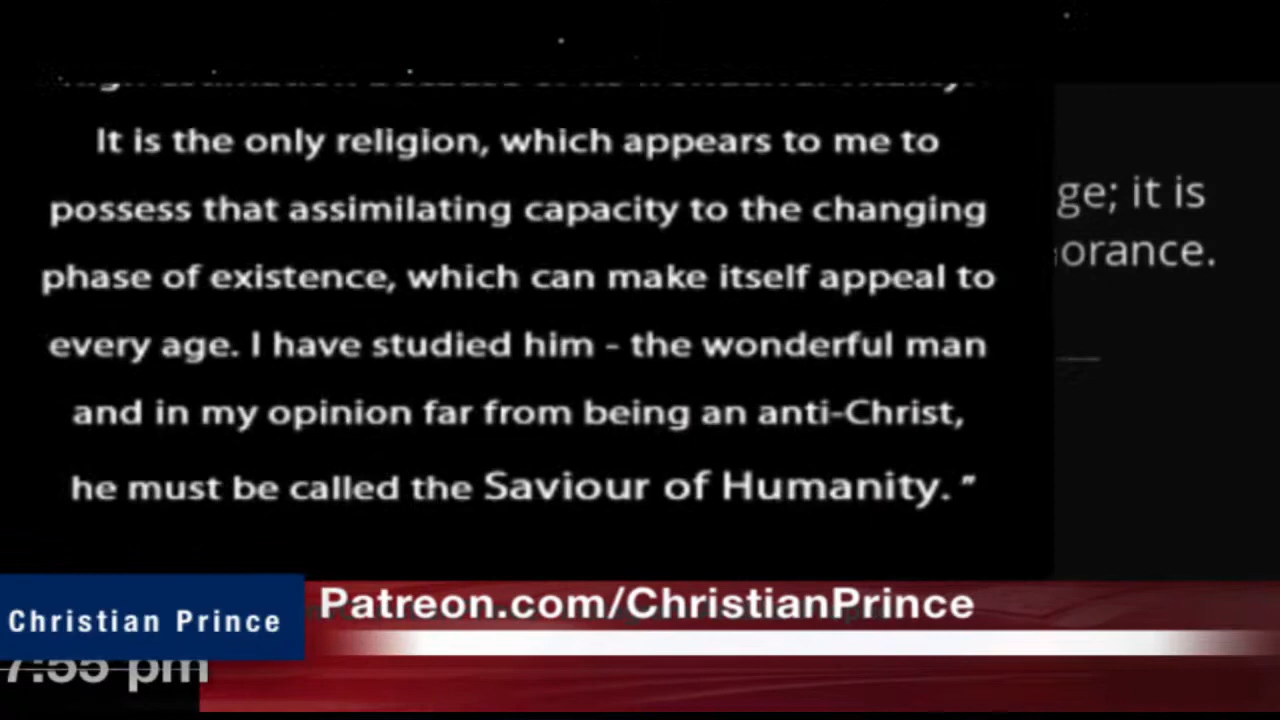 It is the only religion, which appears to me to
possess that assimilating capacity to the changing
phase of existence, which can make itself appeal to
every age. I have studied him - the wonderful man
and in my opinion far from being an anti-Christ,
he must be called the Saviour of Humanity. ”
ge; it is
orance.
Patreon.com/ChristianPrince
Christian Prince
7:55 pm